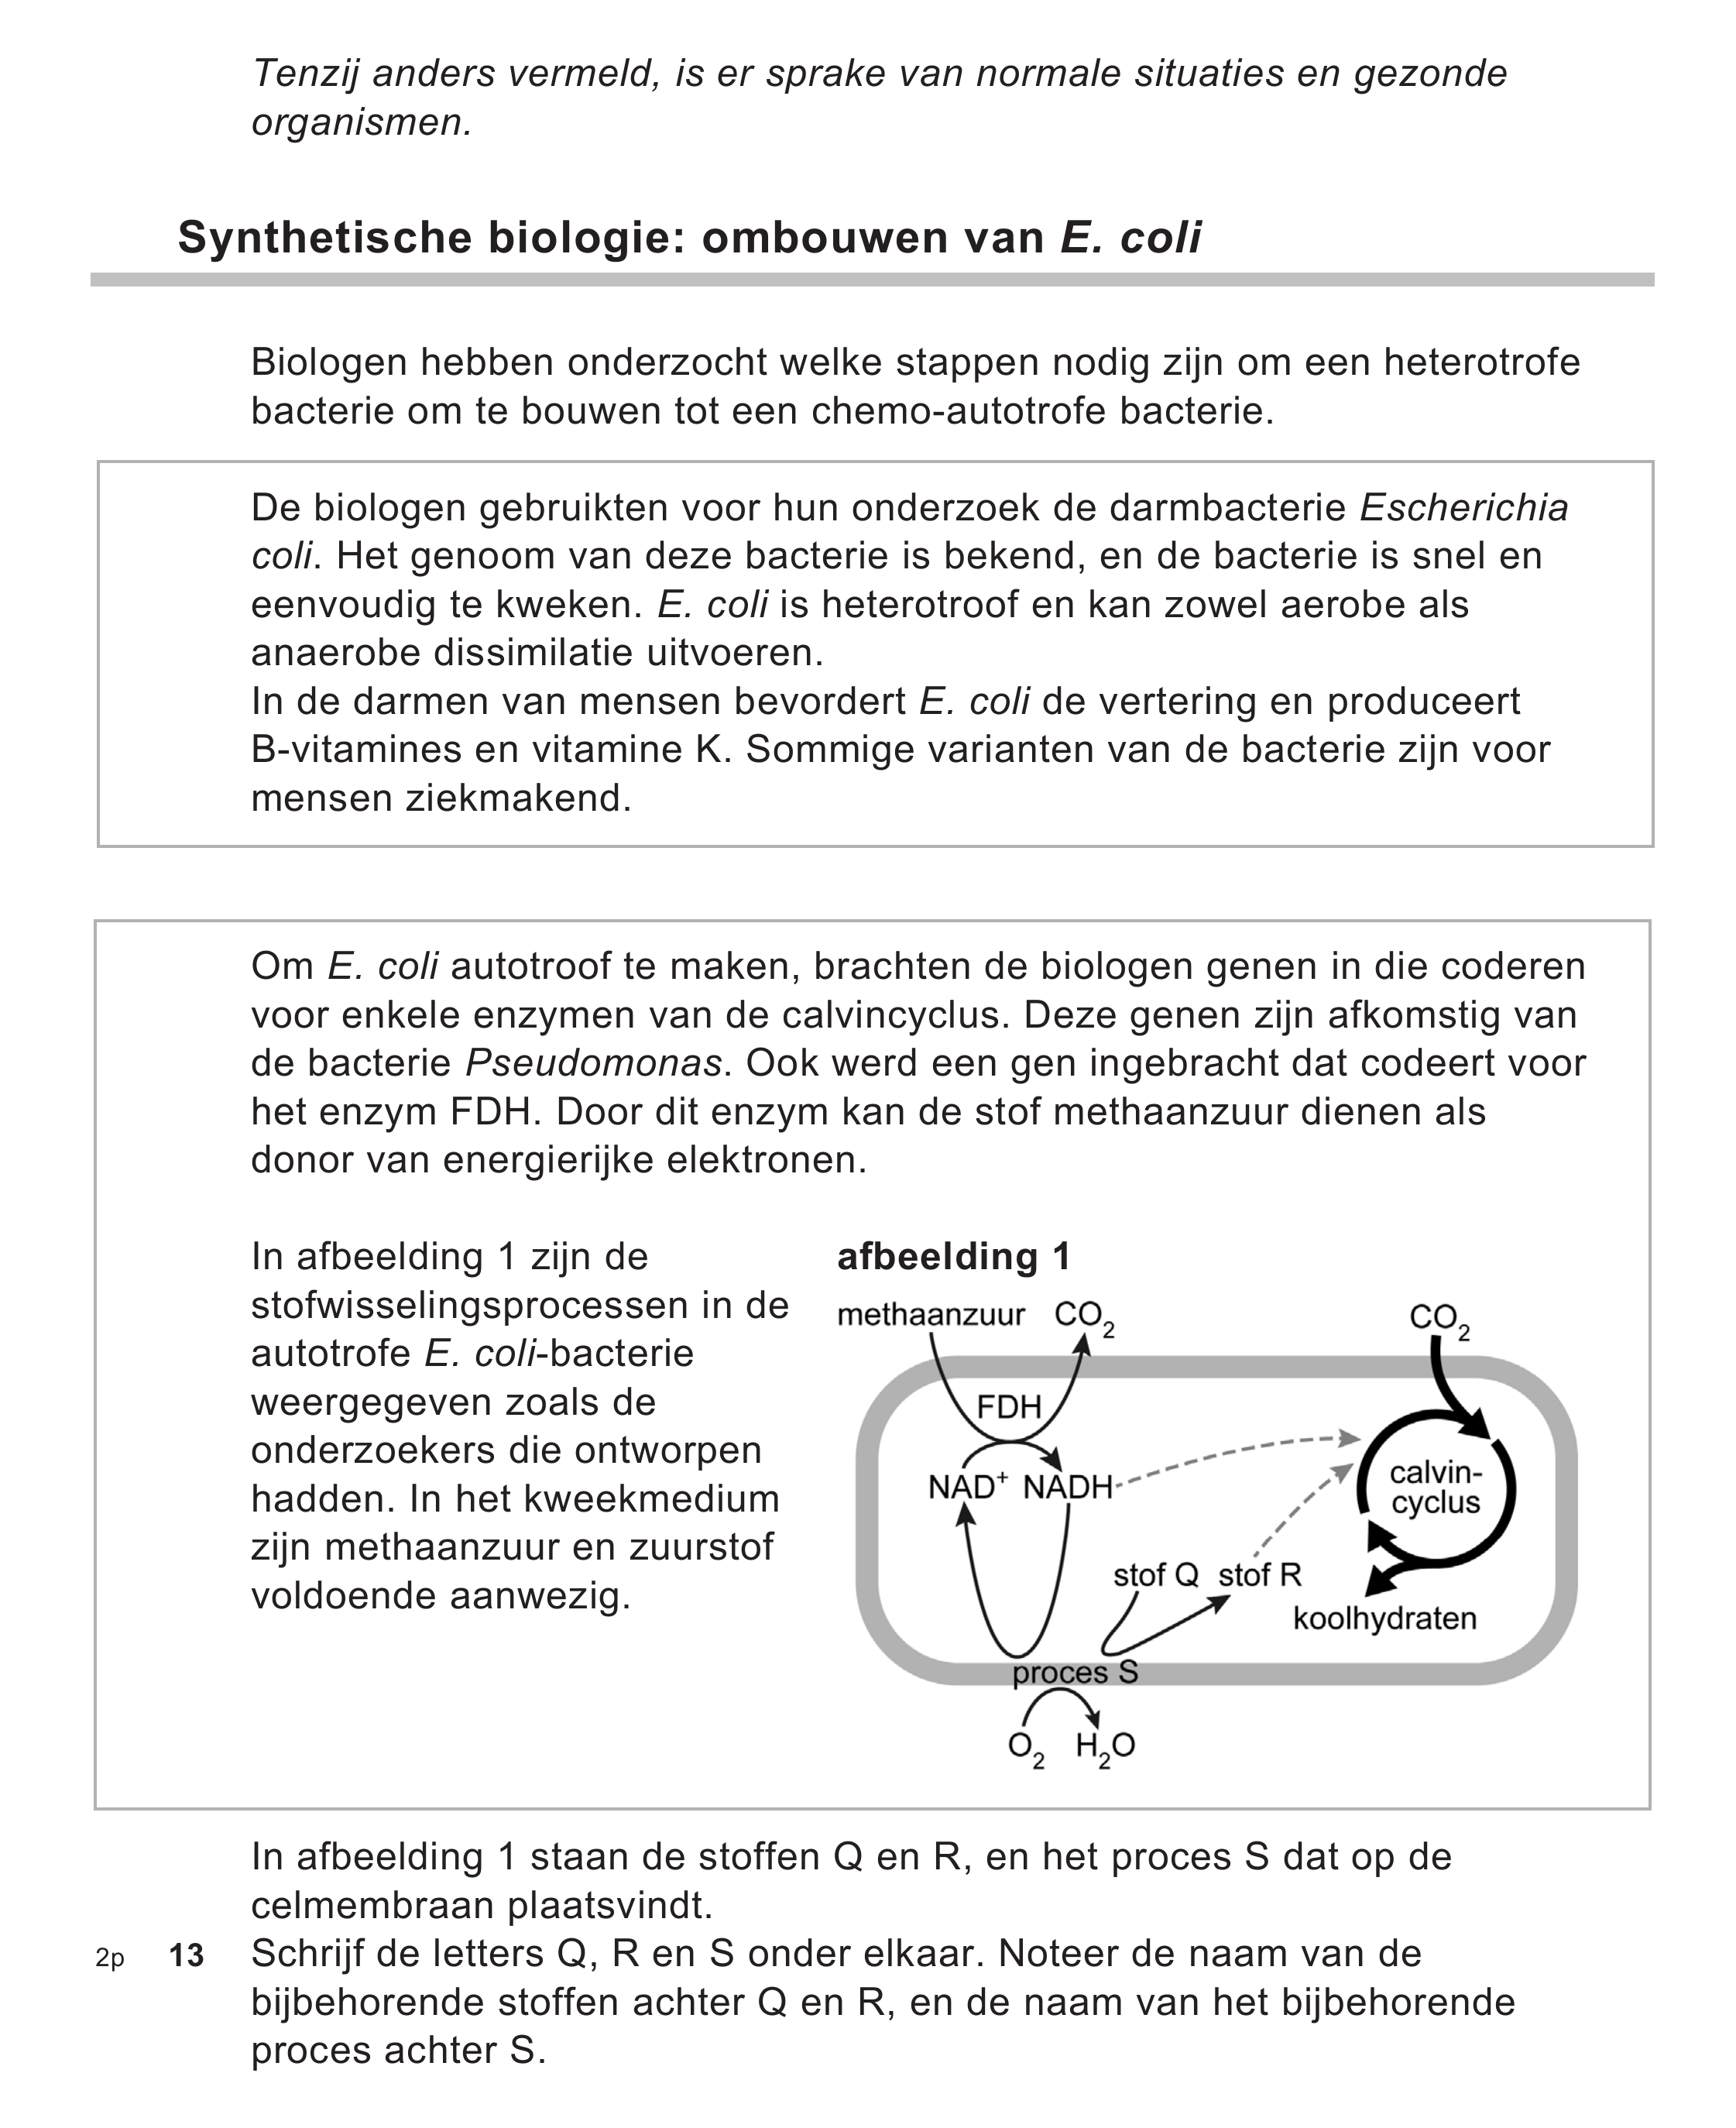 Tenzij anders vermeld, is er sprake van normale situaties en gezonde
organismen.
Synthetische biologie: ombouwen van E. coli
Biologen hebben onderzocht welke stappen nodig zijn om een heterotrofe
bacterie om te bouwen tot een chemo-autotrofe bacterie.
De biologen gebruikten voor hun onderzoek de darmbacterie Escherichia
coli. Het genoom van deze bacterie is bekend, en de bacterie is snel en
eenvoudig te kweken. E. coli is heterotroof en kan zowel aerobe als
anaerobe dissimilatie uitvoeren.
In de darmen van mensen bevordert E. coli de vertering en produceert
B-vitamines en vitamine K. Sommige varianten van de bacterie zijn voor
mensen ziekmakend.
Om E. coli autotroof te maken, brachten de biologen genen in die coderen
voor enkele enzymen van de calvincyclus. Deze genen zijn afkomstig van
de bacterie Pseudomonas. Ook werd een gen ingebracht dat codeert voor
het enzym FDH. Door dit enzym kan de stof methaanzuur dienen als
donor van energierijke elektronen.
In afbeelding 1 zijn de
stofwisselingsprocessen in de
autotrofe E. coli-bacterie
weergegeven zoals de
onderzoekers die ontworpen
hadden. In het kweekmedium
zijn methaanzuur en zuurstof
voldoende aanwezig.
afbeelding 1
methaanzuur CO₂
CO₂
FDH
NAD⁺ NADH
calvin-
cyclus
stof Q stof R
koolhydraten
proces S
O₂ H₂O
In afbeelding 1 staan de stoffen Q en R, en het proces S dat op de
celmembraan plaatsvindt.
2p 13 Schrijf de letters Q, R en S onder elkaar. Noteer de naam van de
bijbehorende stoffen achter Q en R, en de naam van het bijbehorende
proces achter S.